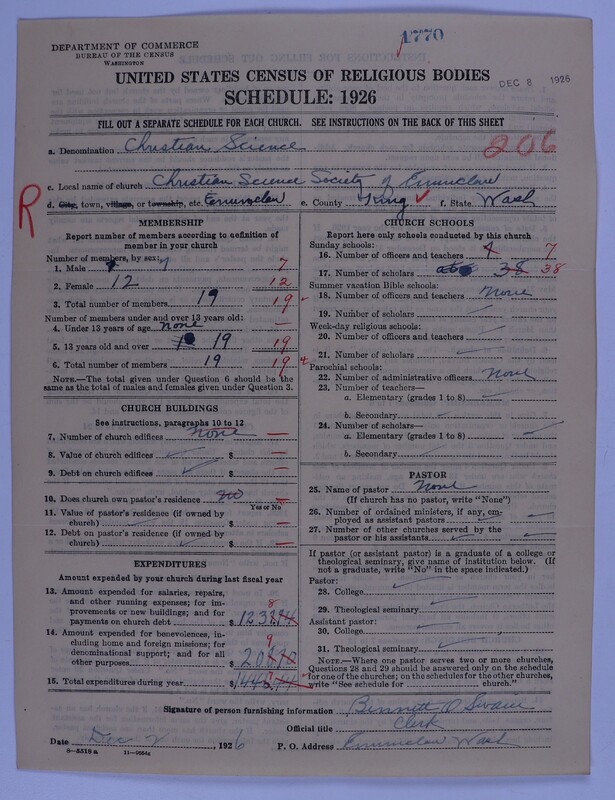 1770
DEPARTMENT OF COMMERCE
BUREAU OF THE CENSUS
WASHINGTON
UNITED STATES CENSUS OF RELIGIOUS BODIES
DEC 8 1926
SCHEDULE: 1926
FILL OUT A SEPARATE SCHEDULE FOR EACH CHURCH. SEE INSTRUCTIONS ON THE BACK OF THIS SHEET
a. Denomination Christian Science
206
c. Local name of church Christian Science Society of Enumclaw
R
d. City, town, village, or township, etc. Enumclaw e. County King f. State Wash
MEMBERSHIP
Report number of members according to definition of
member in your church
Number of members, by sex:
1. Male 7 7
2. Female 12 12
3. Total number of members 19 19
Number of members under and over 13 years old:
4. Under 13 years of age none —
5. 13 years old and over 19 19
6. Total number of members 19 19
NOTE.—The total given under Question 6 should be the
same as the total of males and females given under Question 3.
CHURCH BUILDINGS
See instructions, paragraphs 10 to 12
7. Number of church edifices none —
8. Value of church edifices $ —
9. Debt on church edifices $ —
10. Does church own pastor's residence no —
Yes or No
11. Value of pastor's residence (if owned by
church) $ —
12. Debt on pastor's residence (if owned by
church) $ —
EXPENDITURES
Amount expended by your church during last fiscal year
13. Amount expended for salaries, repairs,
and other running expenses; for im-
provements or new buildings; and for
payments on church debt $
14. Amount expended for benevolences, in-
cluding home and foreign missions; for
denominational support; and for all
other purposes $
15. Total expenditures during year $
CHURCH SCHOOLS
Report here only schools conducted by this church
Sunday schools:
16. Number of officers and teachers 4 7
17. Number of scholars 38 38
Summer vacation Bible schools:
18. Number of officers and teachers None
19. Number of scholars
Week-day religious schools:
20. Number of officers and teachers
21. Number of scholars
Parochial schools:
22. Number of administrative officers None
23. Number of teachers—
a. Elementary (grades 1 to 8)
b. Secondary
24. Number of scholars—
a. Elementary (grades 1 to 8)
b. Secondary
PASTOR
25. Name of pastor None
(If church has no pastor, write "None")
26. Number of ordained ministers, if any, em-
ployed as assistant pastors
27. Number of other churches served by the
pastor or his assistants
If pastor (or assistant pastor) is a graduate of a college or
theological seminary, give name of institution below. (If
not a graduate, write "No" in the space indicated.)
Pastor:
28. College
29. Theological seminary
Assistant pastor:
30. College
31. Theological seminary
NOTE.—Where one pastor serves two or more churches,
Questions 28 and 29 should be answered only on the schedule
for one of the churches; on the schedules for the other churches,
write "See schedule for church."
Signature of person furnishing information Bennett O Swain
Official title Clerk
Date Dec 2, 1926 P. O. Address Enumclaw Wash
8-5518 a 11-3054a